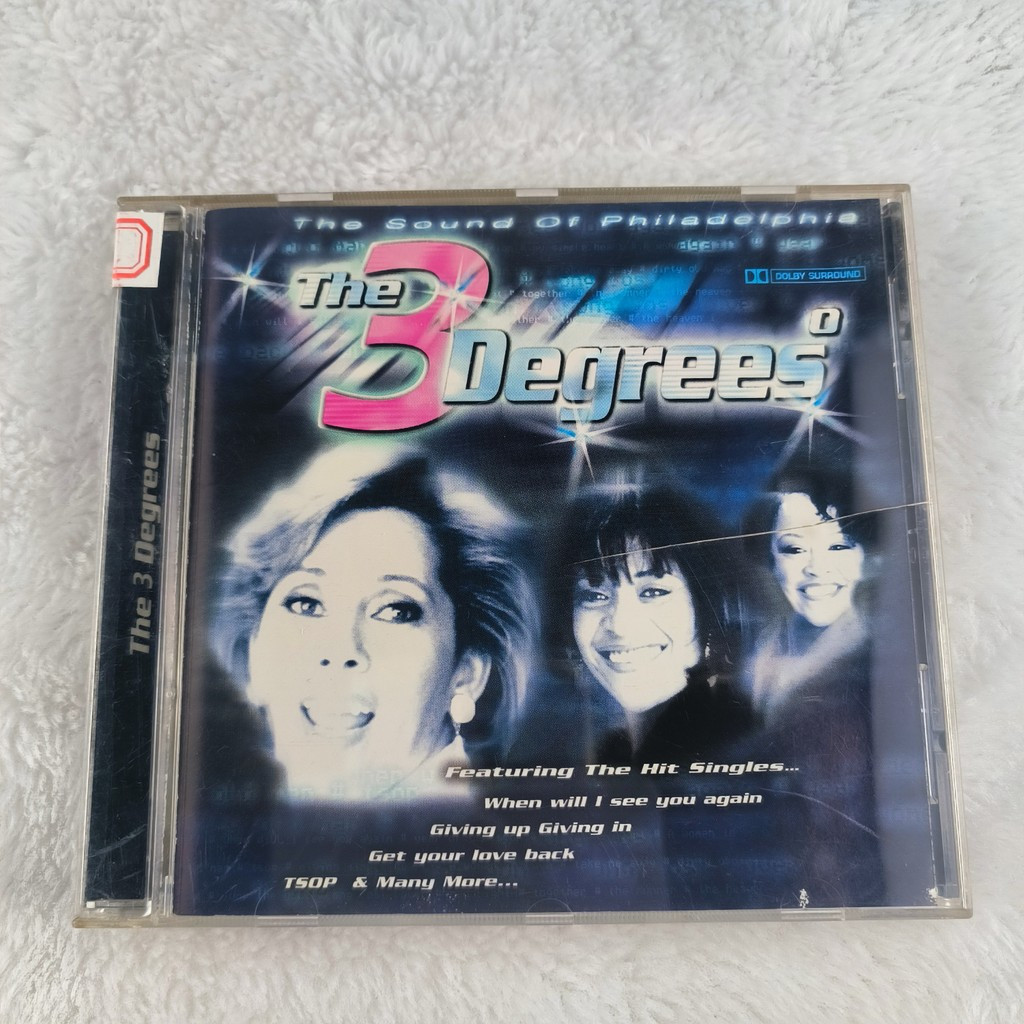 The Sound Of Philadelphia
The 3 Degrees°
DOLBY SURROUND
The 3 Degrees
Featuring The Hit Singles...
When will I see you again
Giving up Giving in
Get your love back
TSOP & Many More...